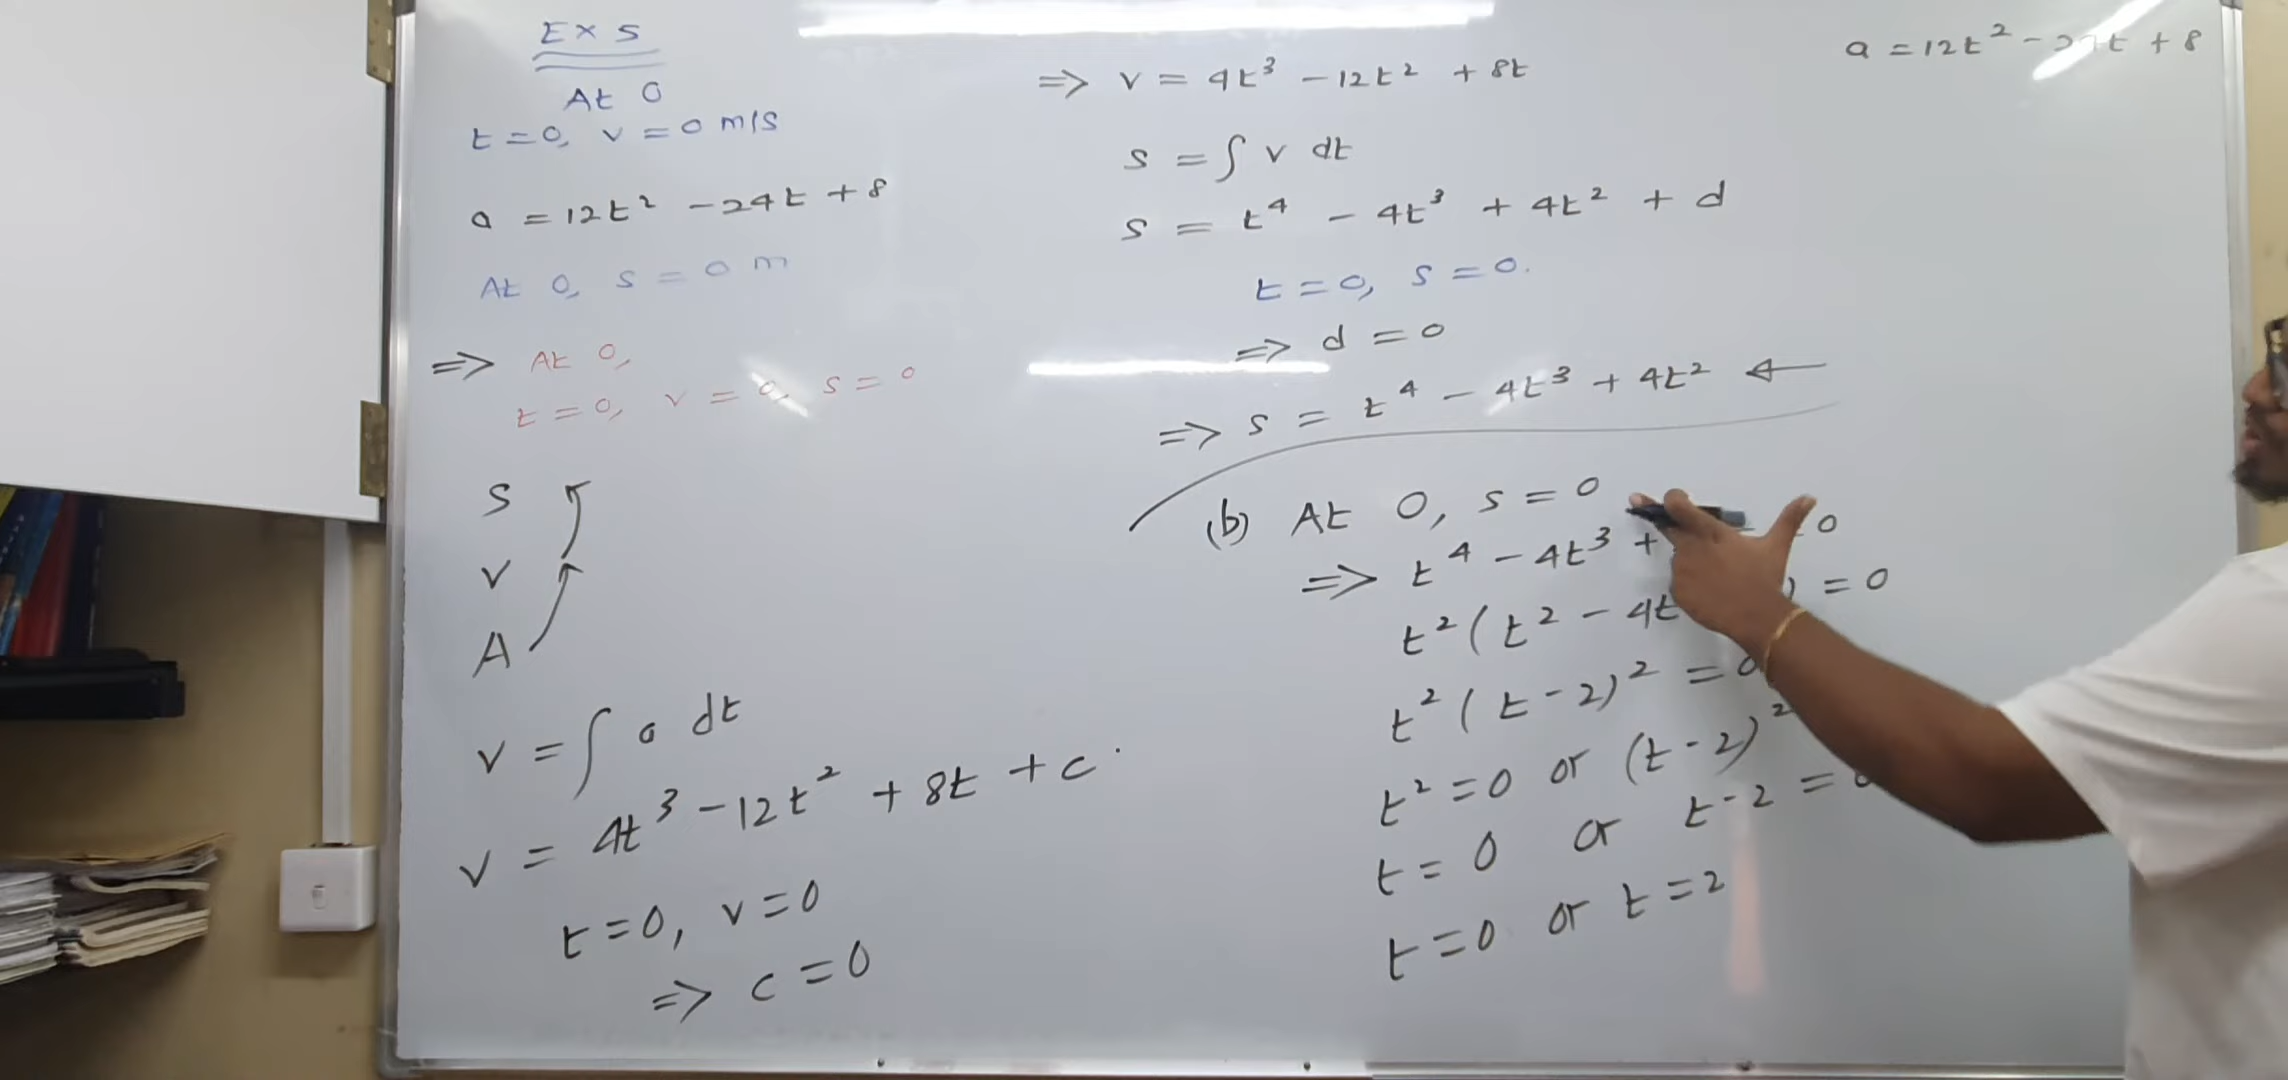 Ex 5
At O
t = 0, v = 0 m/s
a = 12t² - 24t + 8
At O, s = 0 m
⇒ At O,
t = 0, v = 0, s = 0
S
V
A
v = ∫ a dt
v = 4t³ - 12t² + 8t + c
t = 0, v = 0
⇒ c = 0
⇒ v = 4t³ - 12t² + 8t
s = ∫ v dt
s = t⁴ - 4t³ + 4t² + d
t = 0, s = 0.
⇒ d = 0
⇒ s = t⁴ - 4t³ + 4t² ←
(b) At O, s = 0
⇒ t⁴ - 4t³ + 0
t² ( t² - 4t ) = 0
t² ( t - 2)² = 0
t² = 0 or (t - 2)²
t = 0 or t - 2 = 0
t = 0 or t = 2
a = 12t² - t + 8